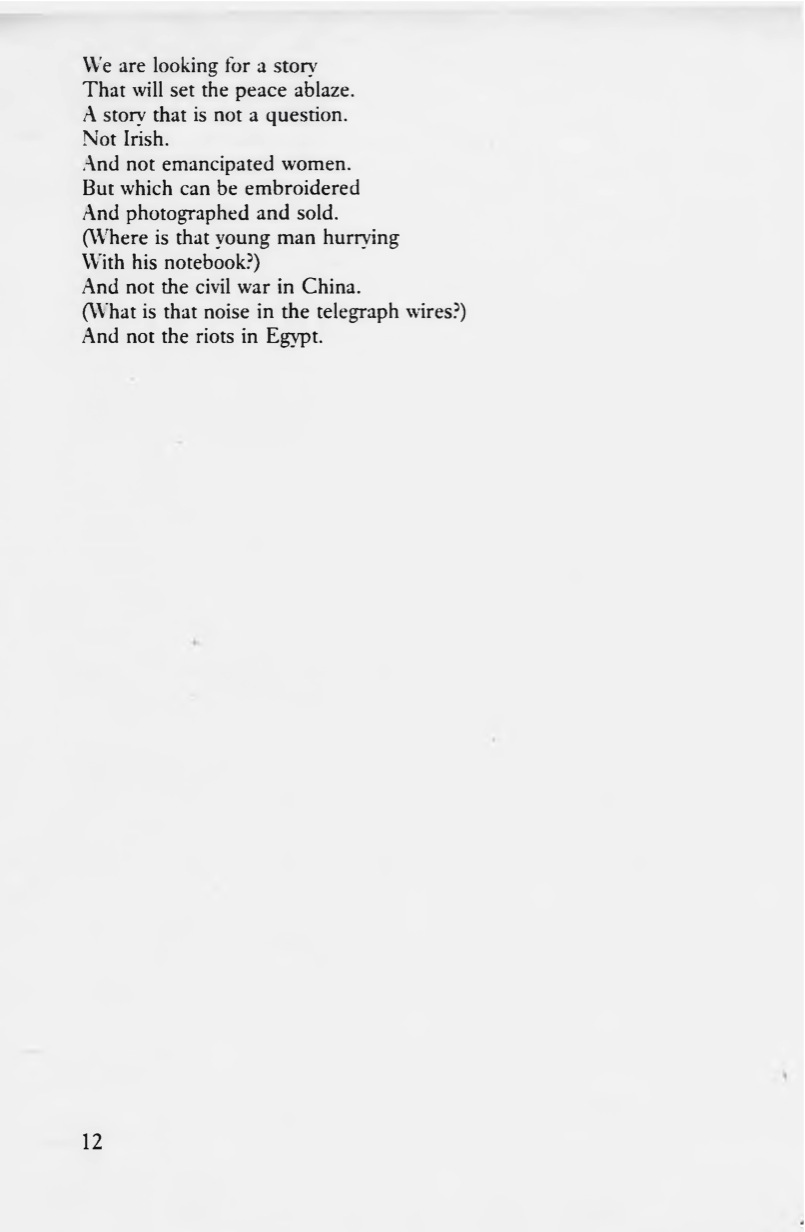 We are looking for a story
That will set the peace ablaze.
A story that is not a question.
Not Irish.
And not emancipated women.
But which can be embroidered
And photographed and sold.
(Where is that young man hurrying
With his notebook?)
And not the civil war in China.
(What is that noise in the telegraph wires?)
And not the riots in Egypt.
12